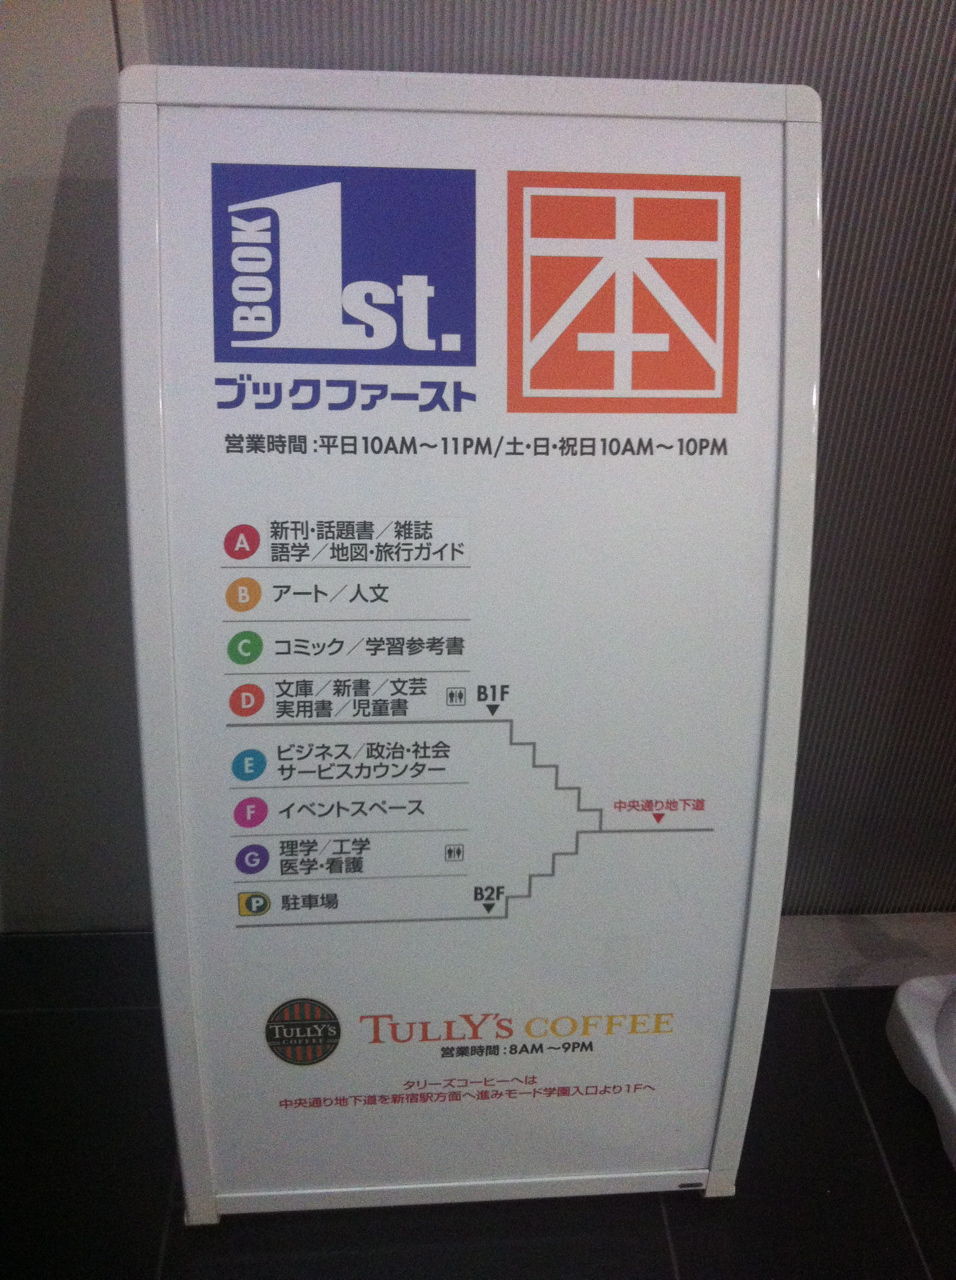 BOOK 1st.
本
ブックファースト
営業時間:平日10AM～11PM/土・日・祝日10AM～10PM
A 新刊・話題書／雑誌
語学／地図・旅行ガイド
B アート／人文
C コミック／学習参考書
D 文庫／新書／文芸
実用書／児童書
B1F
E ビジネス／政治・社会
サービスカウンター
F イベントスペース
中央通り地下道
G 理学／工学
医学・看護
P 駐車場
B2F
TULLY'S
COFFEE
TULLY'S COFFEE
営業時間:8AM～9PM
タリーズコーヒーへは
中央通り地下道を新宿駅方面へ進みモード学園入口より1Fへ